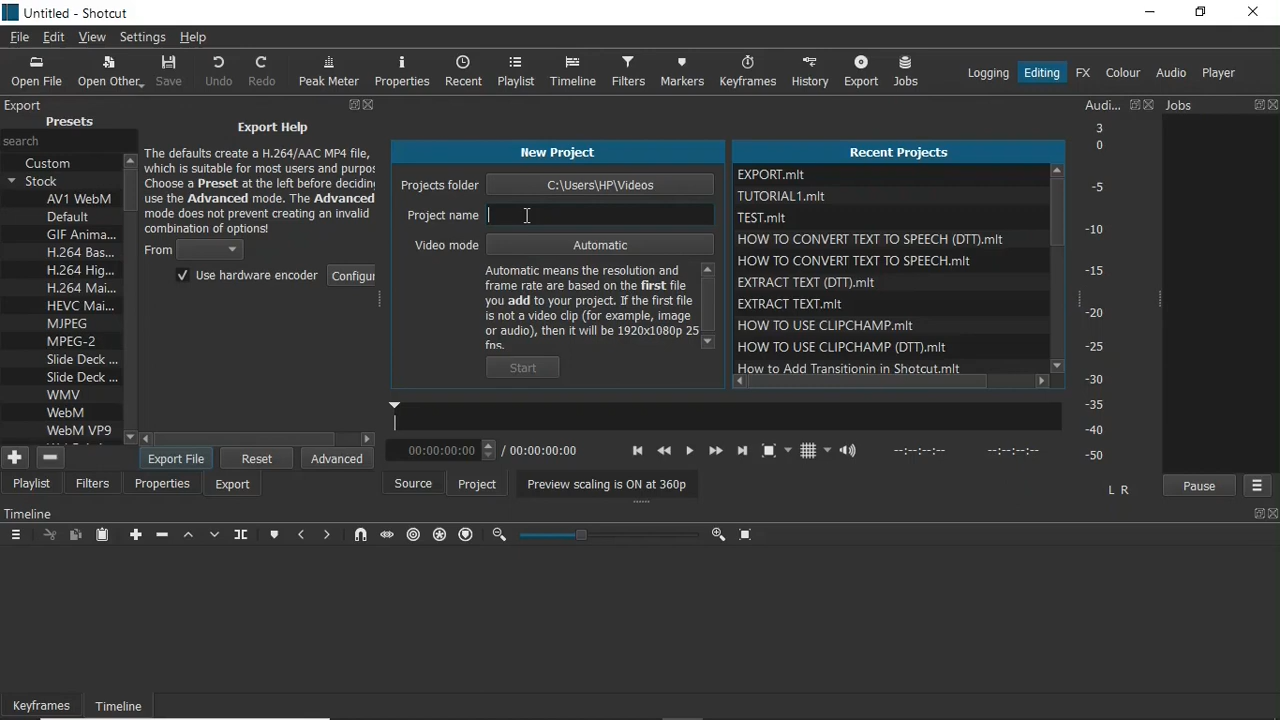 Untitled - Shotcut
File Edit View Settings Help
Open File Open Other... Save Undo Redo Peak Meter Properties Recent Playlist Timeline Filters Markers Keyframes History Export Jobs
Logging Editing FX Colour Audio Player
Export
Presets
search
Custom
Stock
AV1 WebM
Default
GIF Anima...
H.264 Bas...
H.264 Hig...
H.264 Mai...
HEVC Mai...
MJPEG
MPEG-2
Slide Deck ...
Slide Deck ...
WMV
WebM
WebM VP9
Export Help
The defaults create a H.264/AAC MP4 file,
which is suitable for most users and purpos
Choose a Preset at the left before deciding
use the Advanced mode. The Advanced
mode does not prevent creating an invalid
combination of options!
From
Use hardware encoder Configur
Export File Reset Advanced
Playlist Filters Properties Export
New Project
Projects folder C:\Users\HP\Videos
Project name
Video mode Automatic
Automatic means the resolution and
frame rate are based on the first file
you add to your project. If the first file
is not a video clip (for example, image
or audio), then it will be 1920x1080p 25
fps.
Start
Recent Projects
EXPORT.mlt
TUTORIAL1.mlt
TEST.mlt
HOW TO CONVERT TEXT TO SPEECH (DTT).mlt
HOW TO CONVERT TEXT TO SPEECH.mlt
EXTRACT TEXT (DTT).mlt
EXTRACT TEXT.mlt
HOW TO USE CLIPCHAMP.mlt
HOW TO USE CLIPCHAMP (DTT).mlt
How to Add Transitionin in Shotcut.mlt
00:00:00:00 / 00:00:00:00 --:--:--:-- --:--:--:--
Source Project Preview scaling is ON at 360p
Audi...
3
0
-5
-10
-15
-20
-25
-30
-35
-40
-50
L R
Jobs
Pause
Timeline
Keyframes Timeline